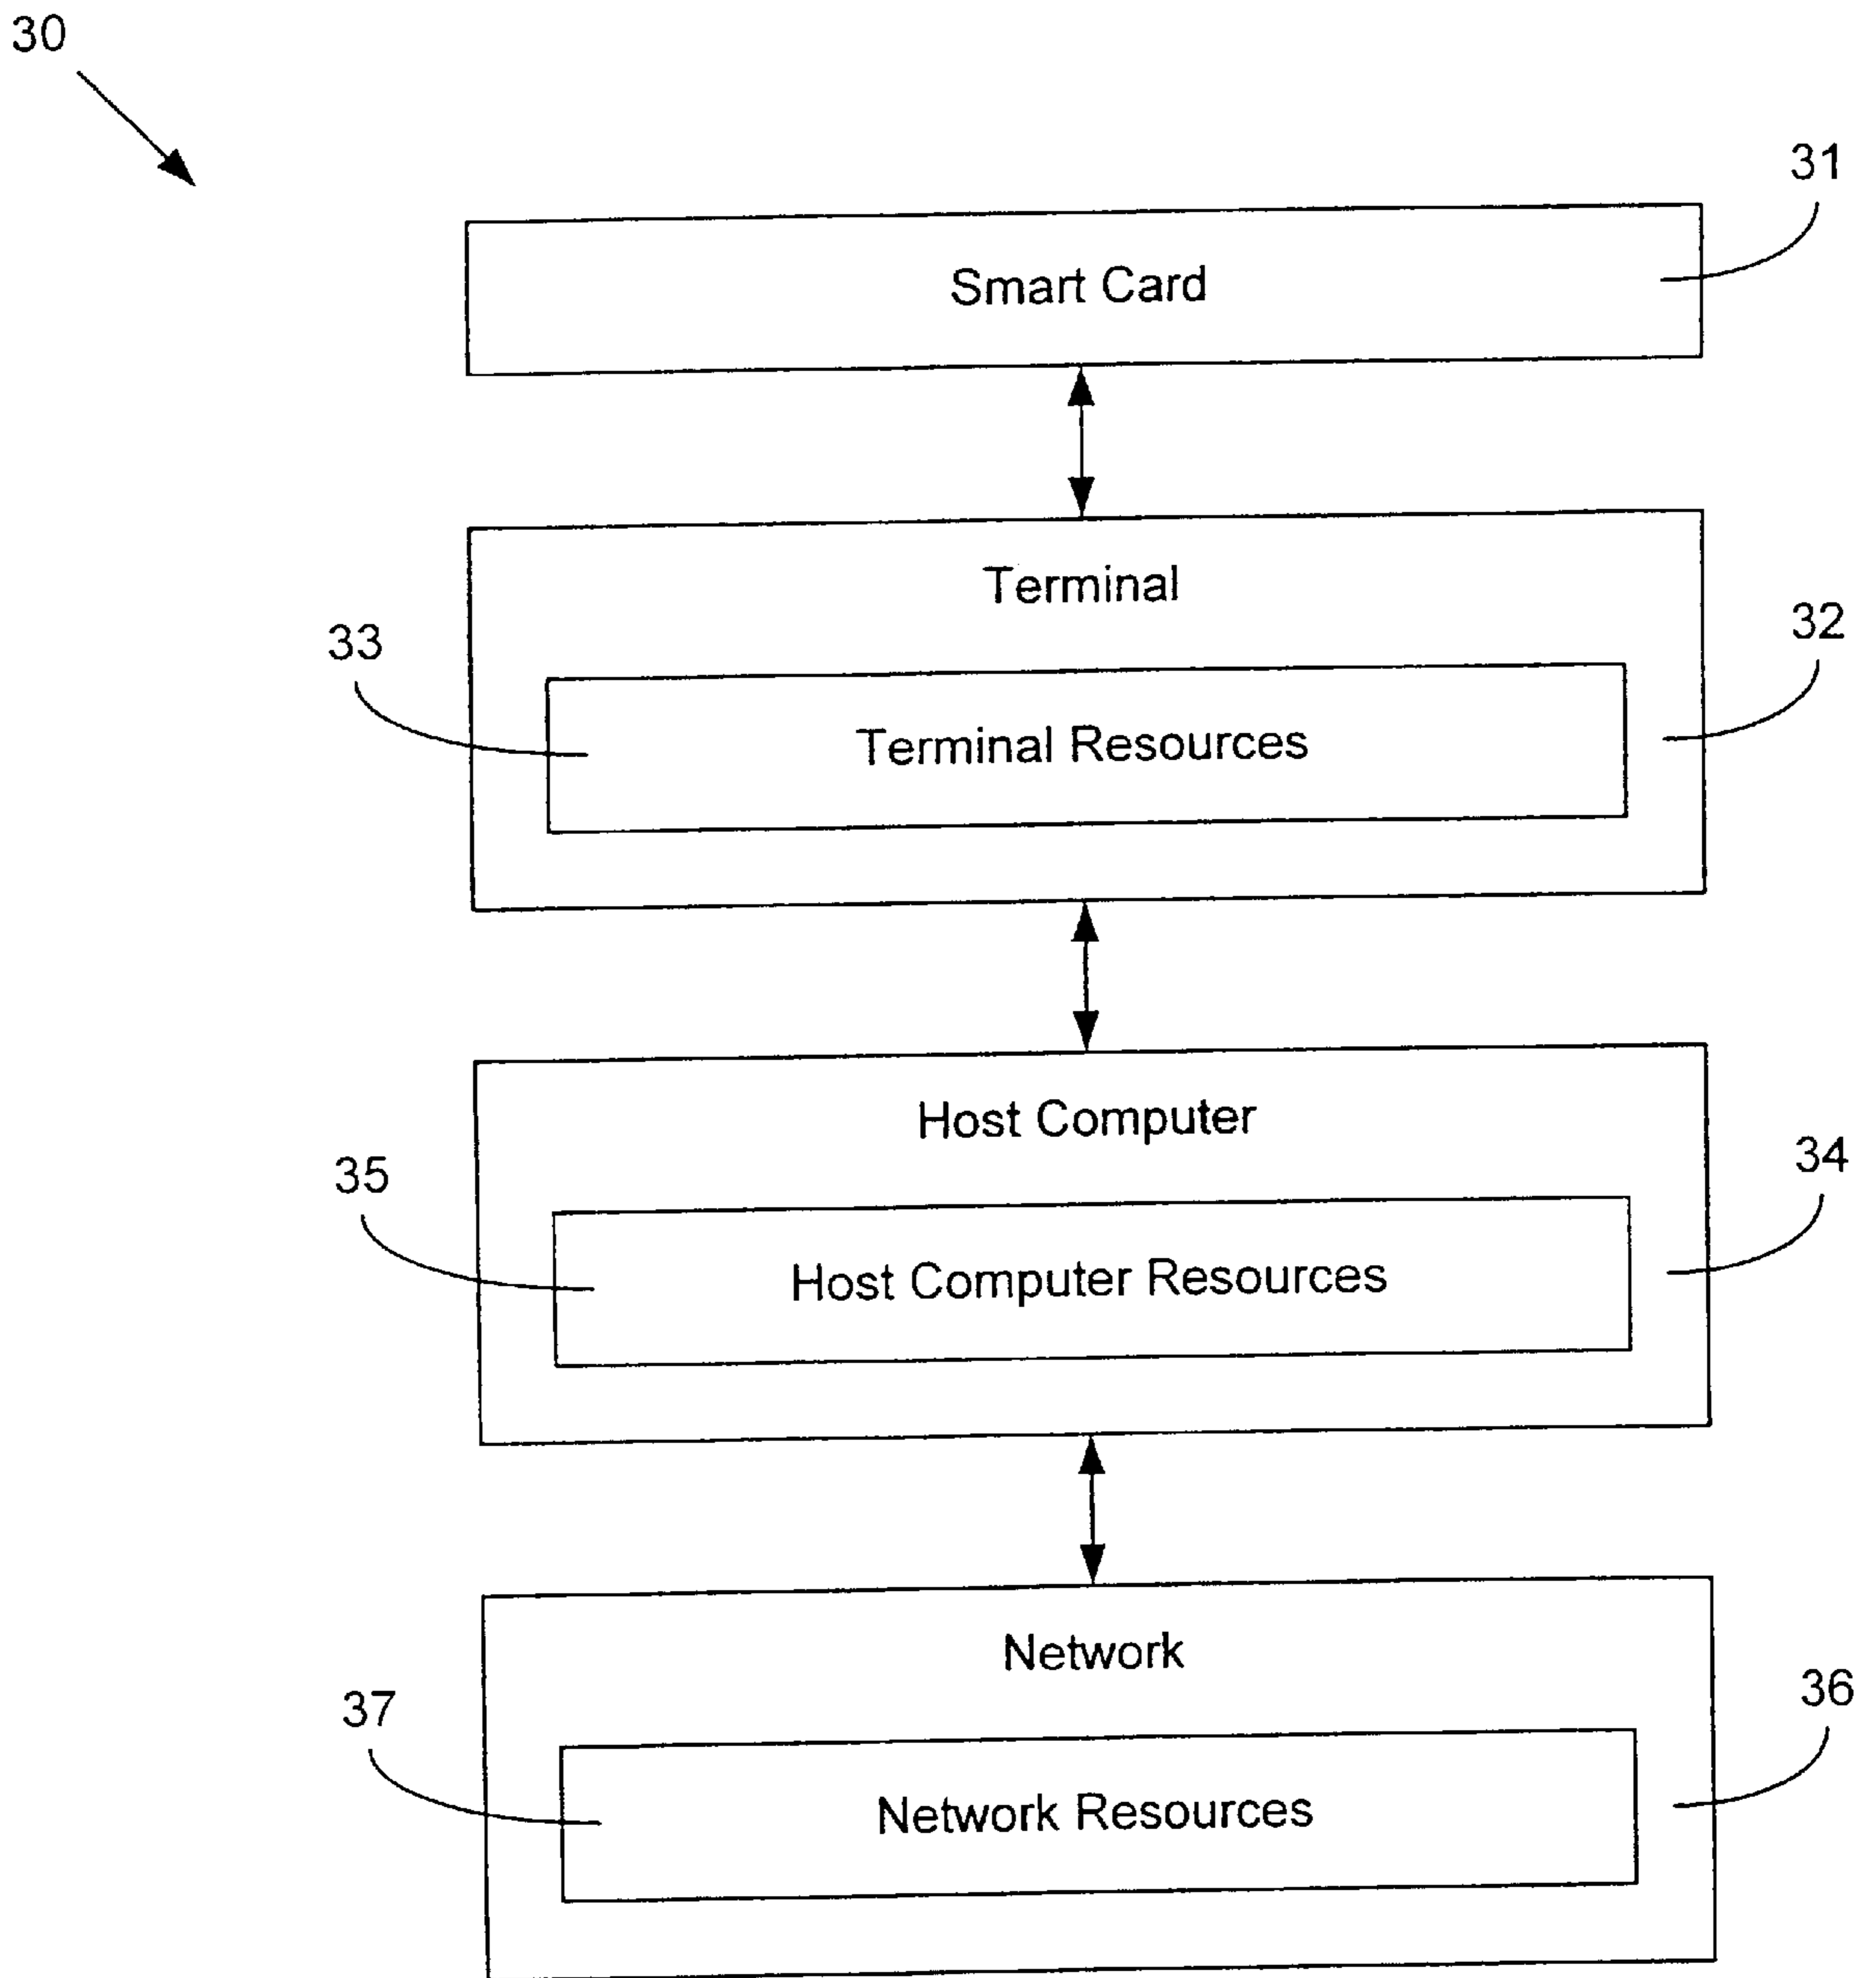 30
31
Smart Card
Terminal
32
33
Terminal Resources
Host Computer
34
35
Host Computer Resources
Network
36
37
Network Resources